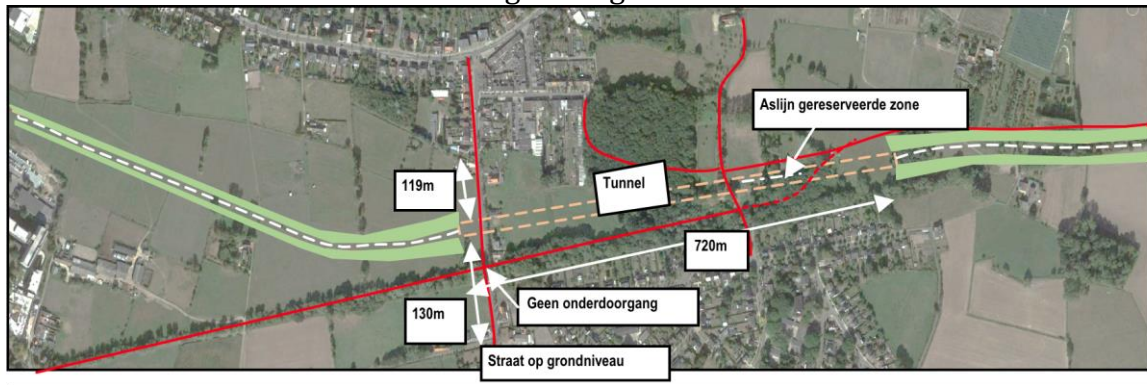 Aslijn gereserveerde zone
119m
Tunnel
720m
130m
Geen onderdoorgang
Straat op grondniveau